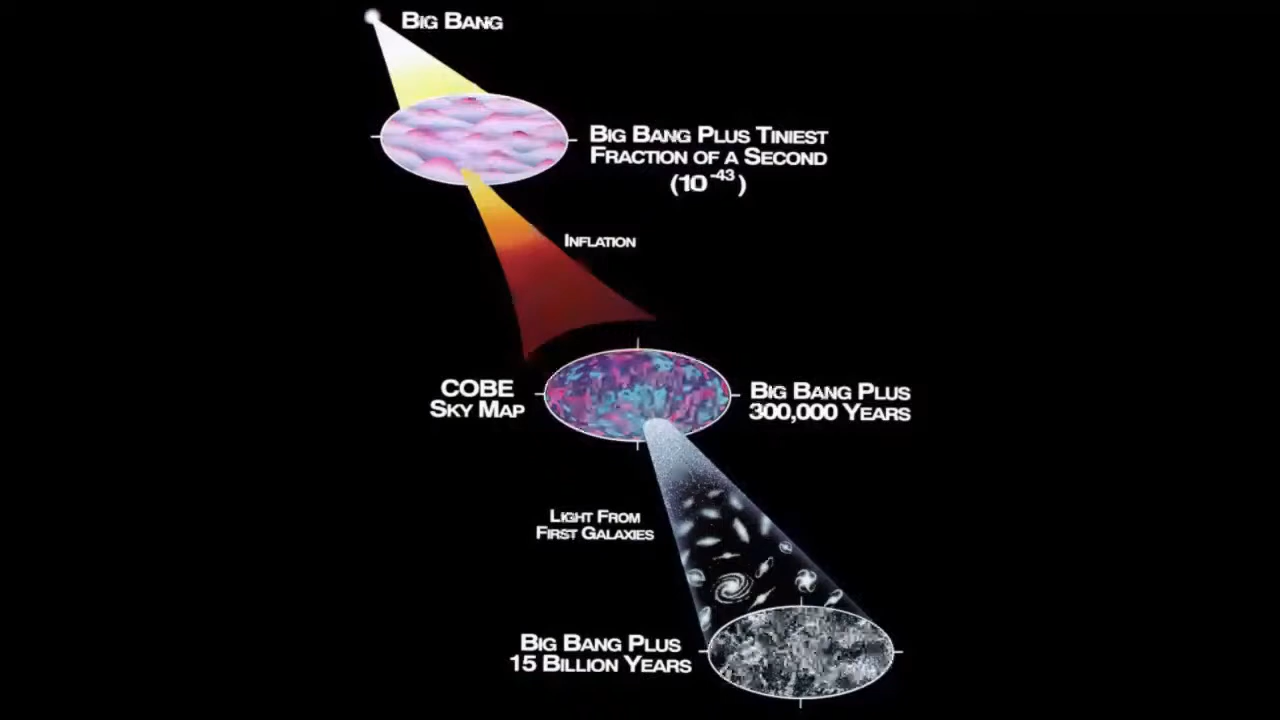 Big Bang
Big Bang Plus Tiniest
Fraction of a Second
(10⁻⁴³)
Inflation
COBE
Sky Map
Big Bang Plus
300,000 Years
Light From
First Galaxies
Big Bang Plus
15 Billion Years